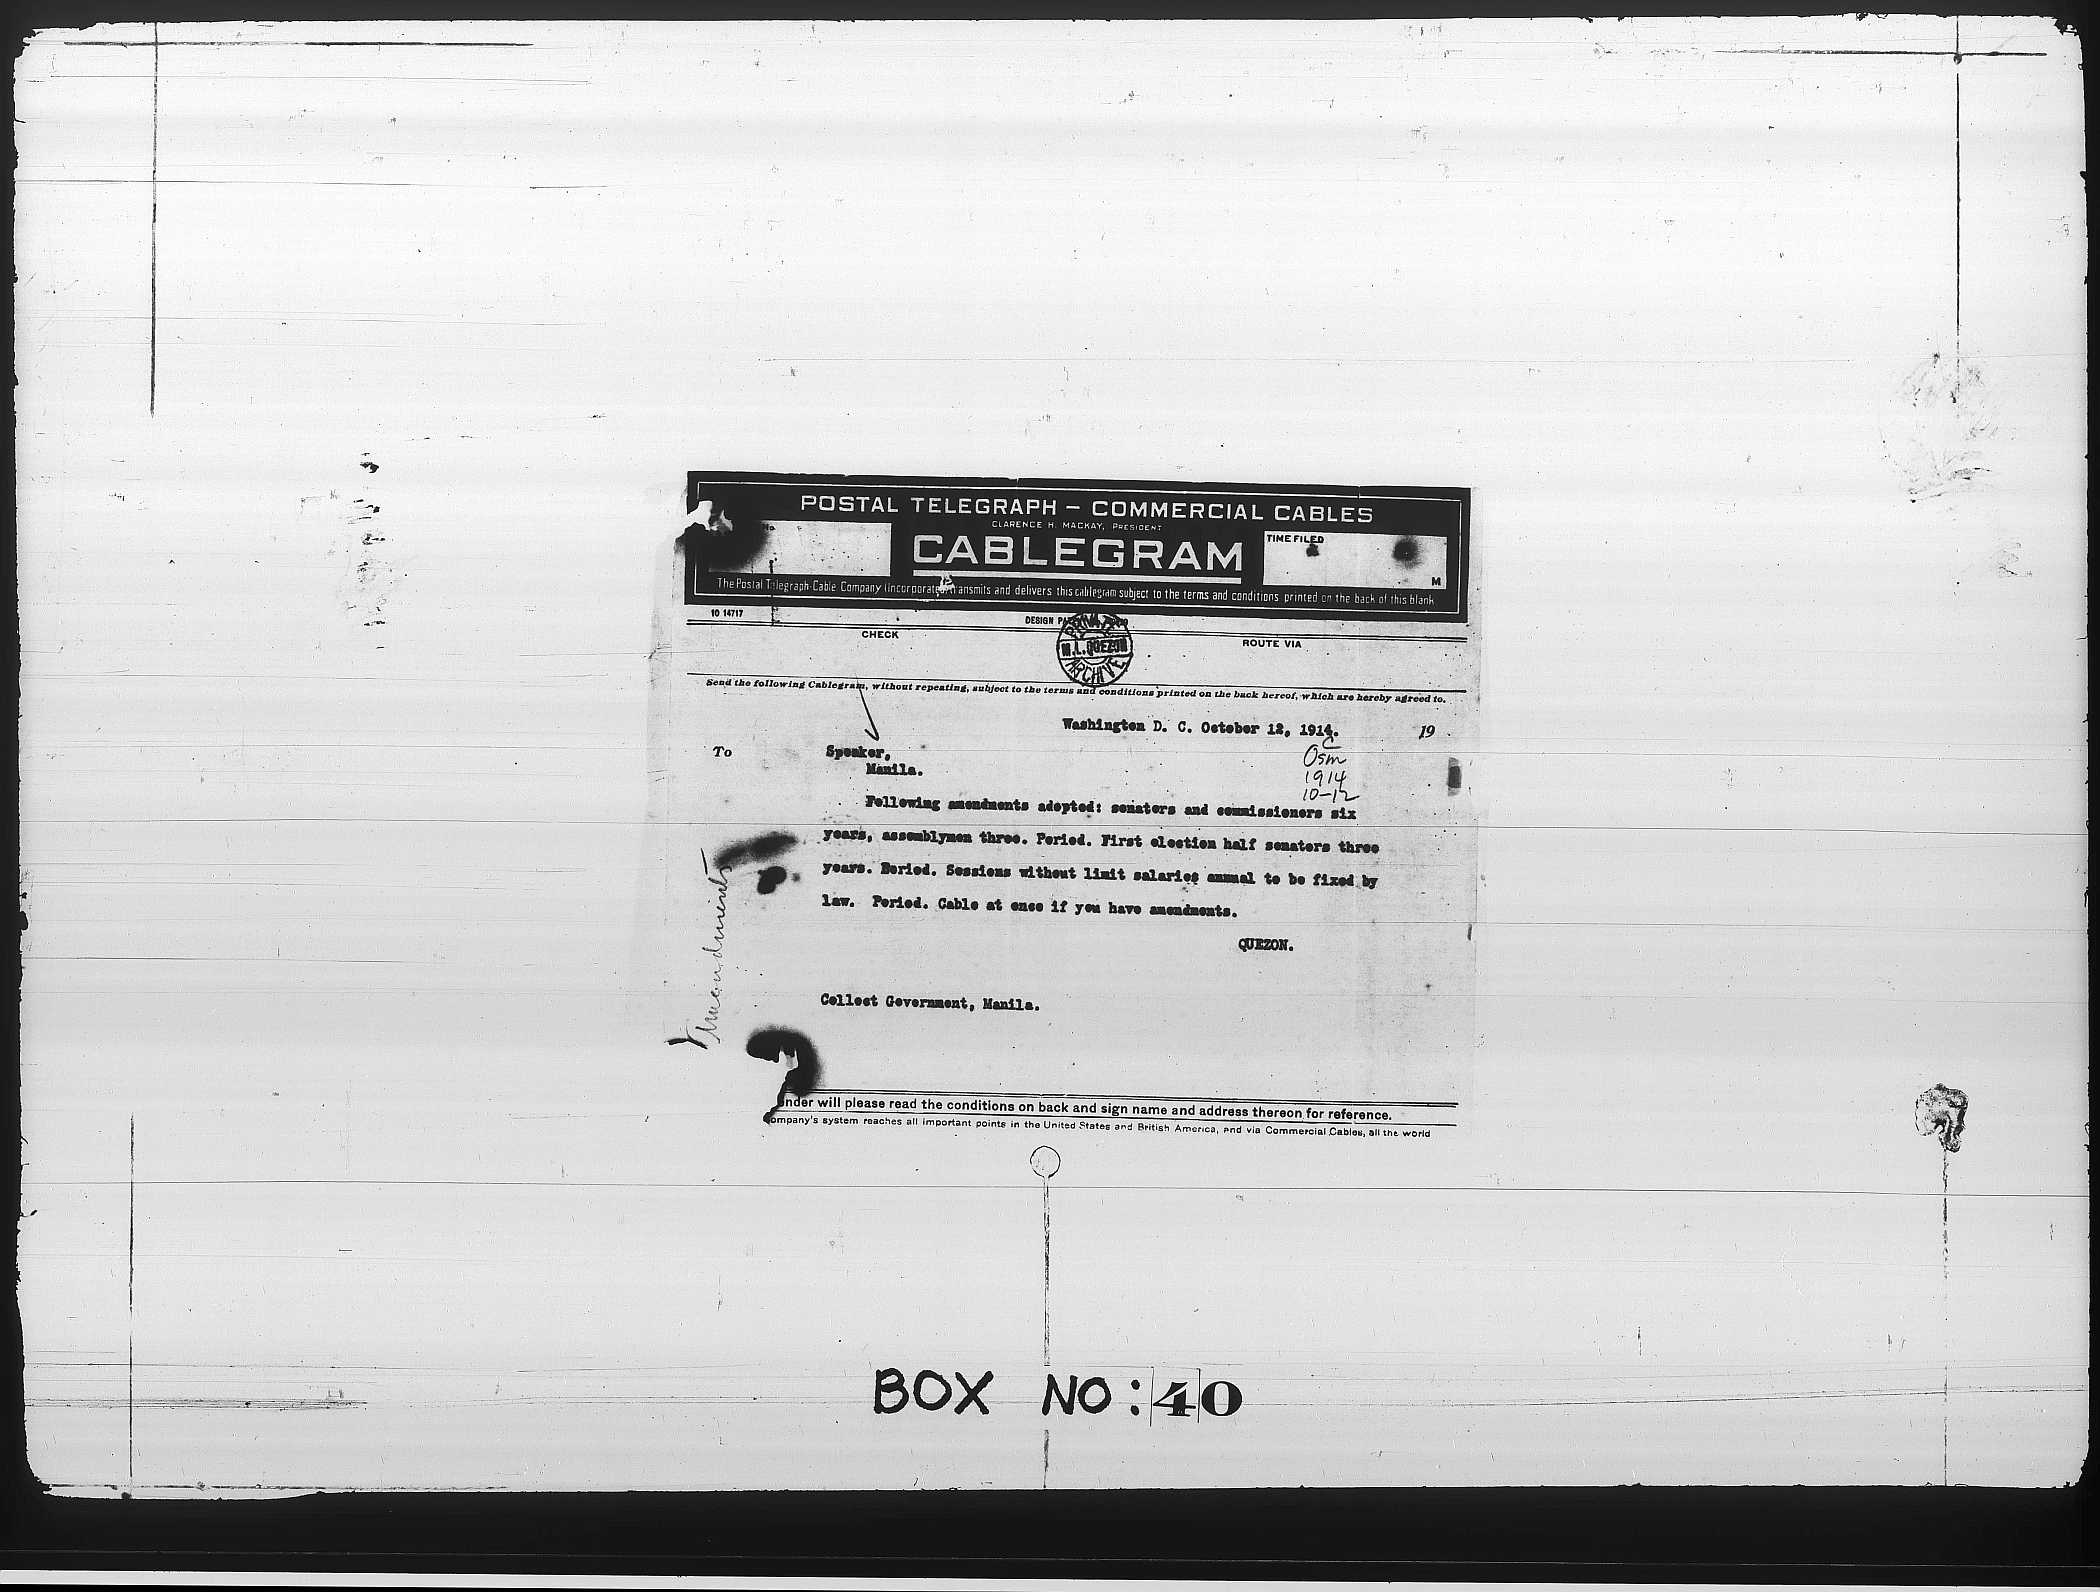 POSTAL TELEGRAPH – COMMERCIAL CABLES
CLARENCE H. MACKAY, PRESIDENT
CABLEGRAM
No.
TIME FILED
M
The Postal Telegraph-Cable Company (Incorporated) transmits and delivers this cablegram subject to the terms and conditions printed on the back of this blank
10 14717
DESIGN
PRIVATE
M.L. QUEZON
ARCHIVE
CHECK
ROUTE VIA
Send the following Cablegram, without repeating, subject to the terms and conditions printed on the back hereof, which are hereby agreed to.
Washington D. C. October 12, 1914.
19
To
Speaker,
Manila.
C
Osm
1914
10-12
Following amendments adopted: senators and commissioners six
years, assemblymen three. Period. First election half senators three
years. Period. Sessions without limit salaries annual to be fixed by
law. Period. Cable at once if you have amendments.
QUEZON.
Collect Government, Manila.
Amendments
nder will please read the conditions on back and sign name and address thereon for reference.
ompany's system reaches all important points in the United States and British America, and via Commercial Cables, all the world
BOX NO: 40